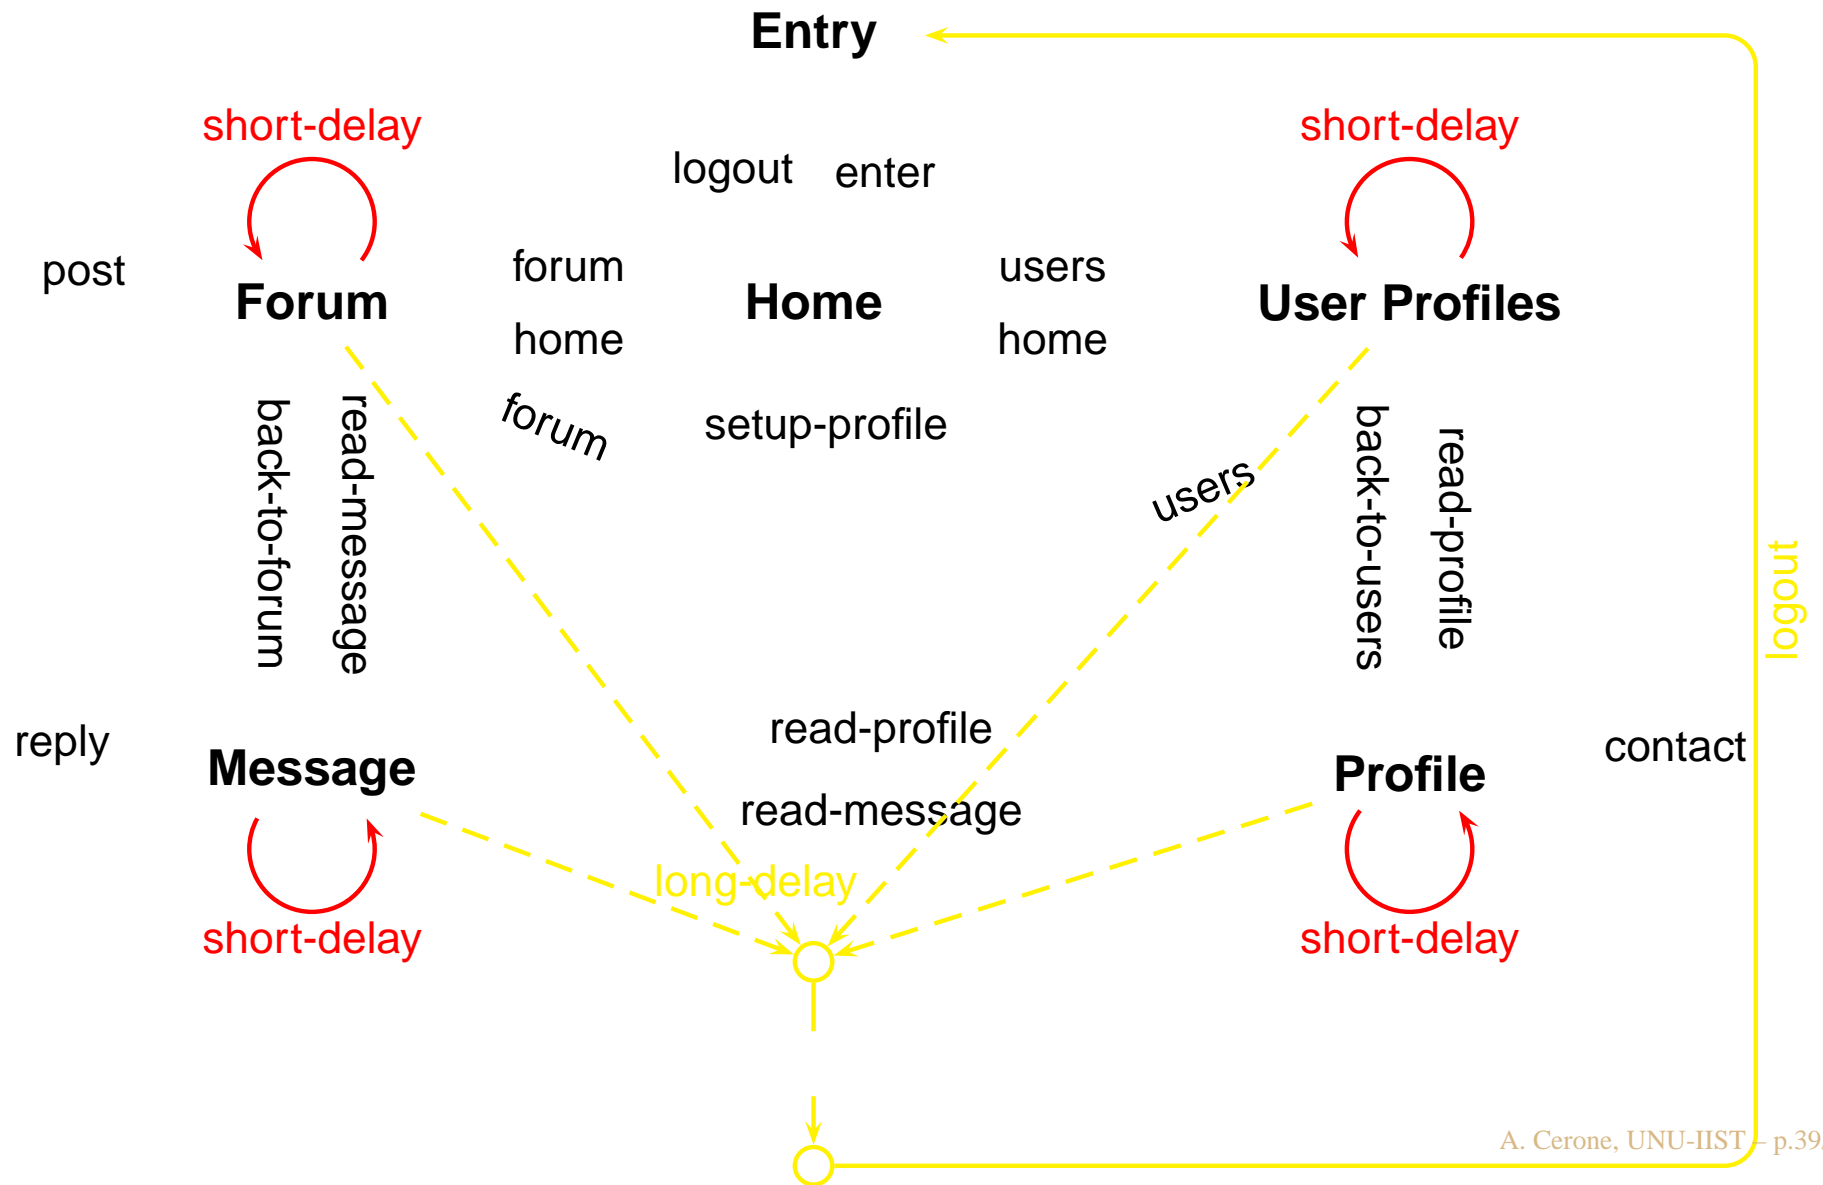 Entry
short-delay
short-delay
logout
enter
post
forum
users
Forum
Home
User Profiles
home
home
forum
setup-profile
back-to-forum
read-message
users
back-to-users
read-profile
logout
read-profile
reply
Message
Profile
contact
read-message
long-delay
short-delay
short-delay
A. Cerone, UNU-IIST – p.39